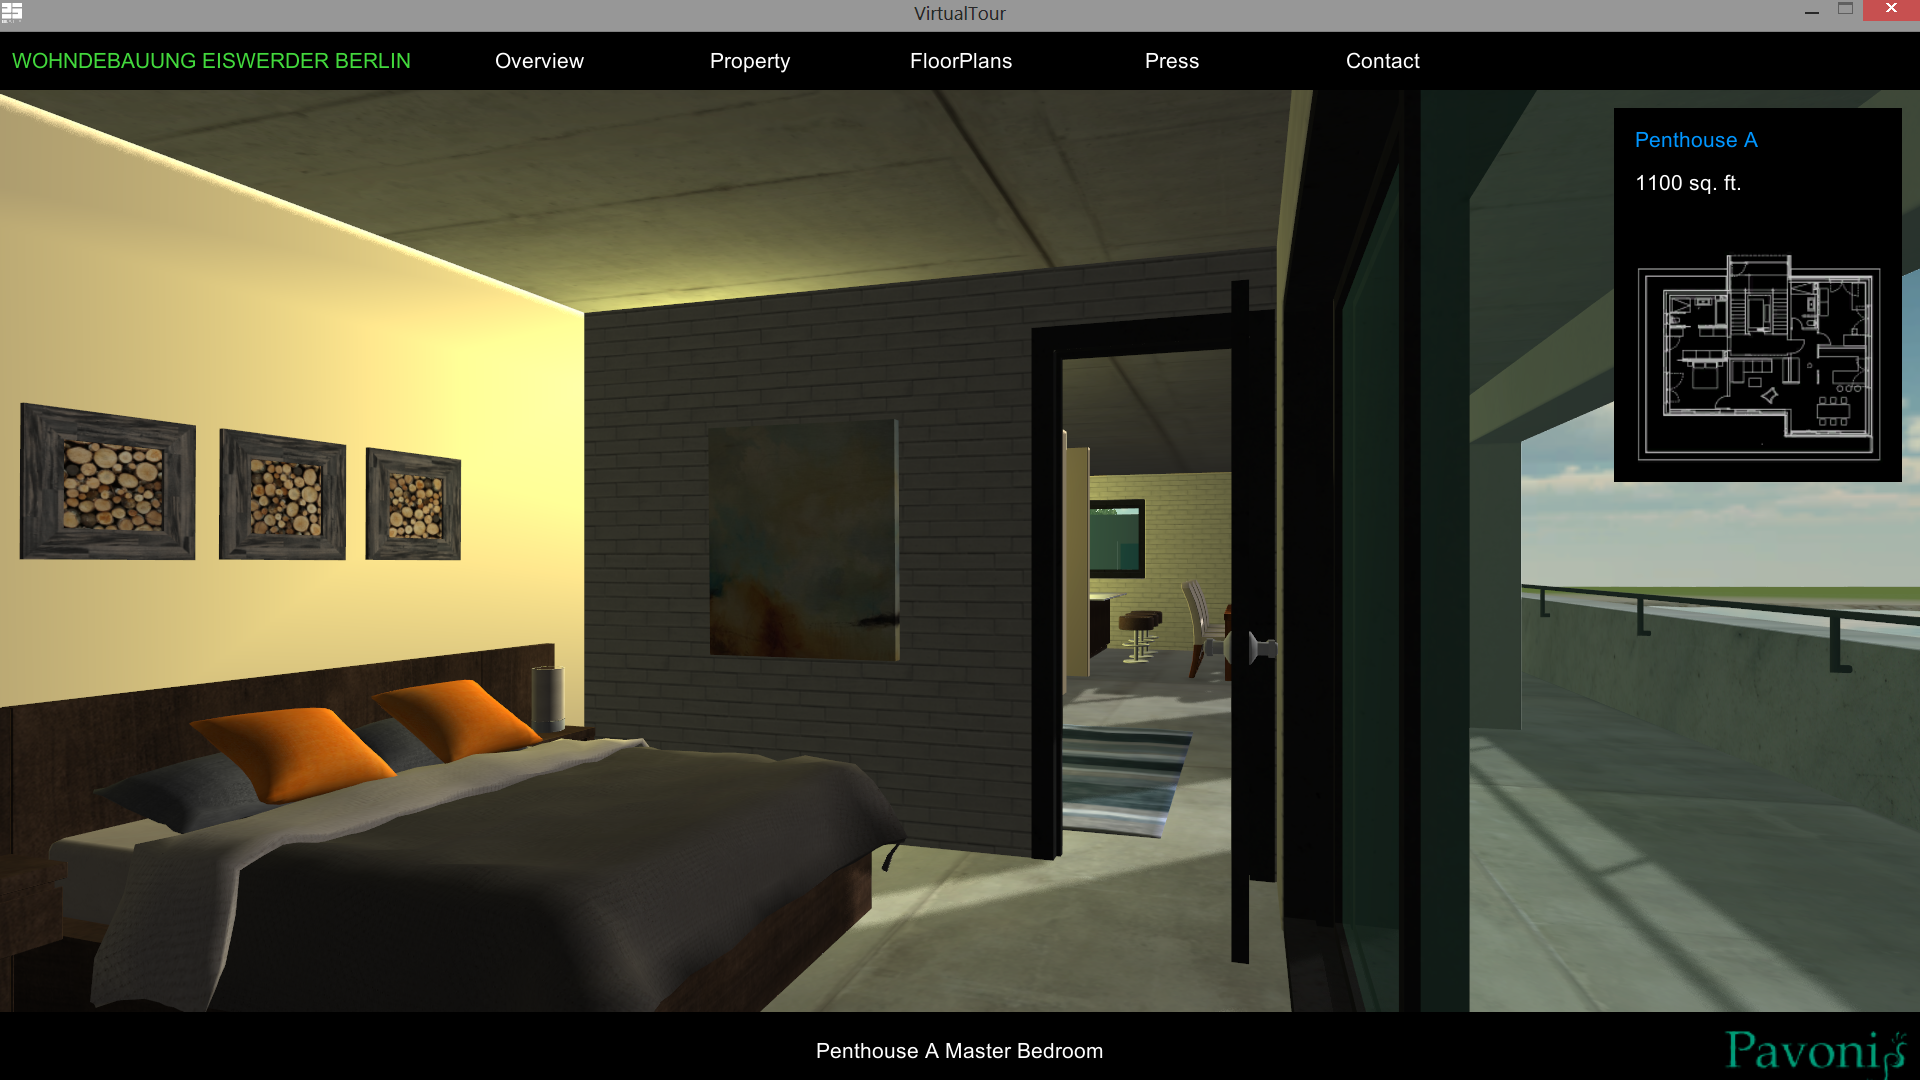 VirtualTour
WOHNDEBAUUNG EISWERDER BERLIN Overview Property FloorPlans Press Contact
Penthouse A
1100 sq. ft.
Penthouse A Master Bedroom
Pavonis